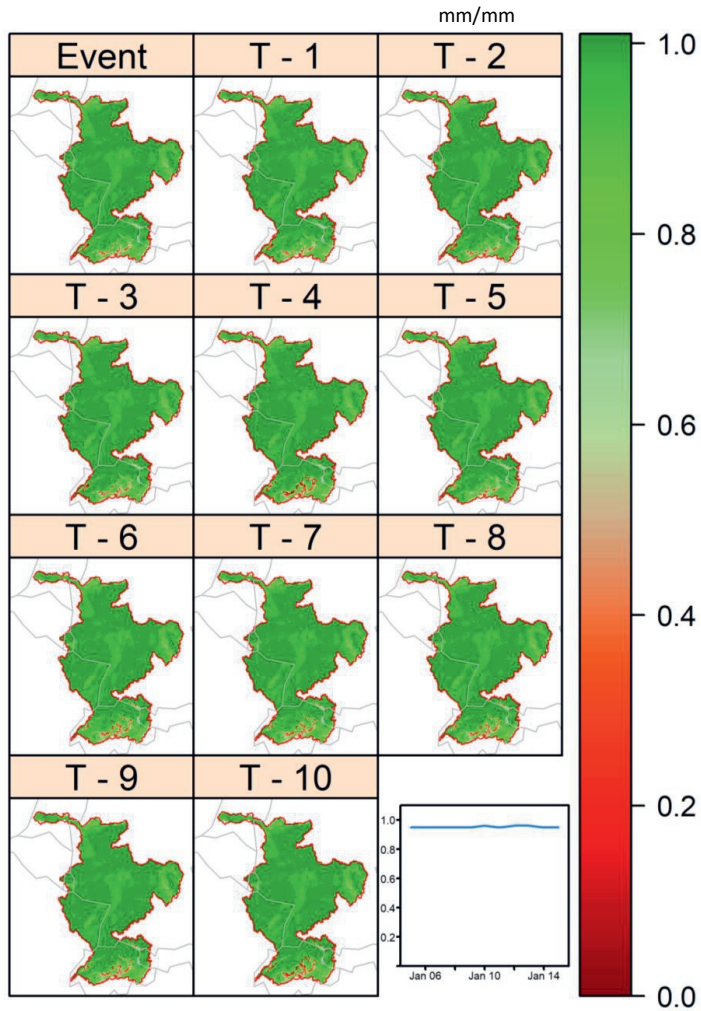 mm/mm
Event
T - 1
T - 2
T - 3
T - 4
T - 5
T - 6
T - 7
T - 8
T - 9
T - 10
1.0
0.8
0.6
0.4
0.2
Jan 06
Jan 10
Jan 14
1.0
0.8
0.6
0.4
0.2
0.0